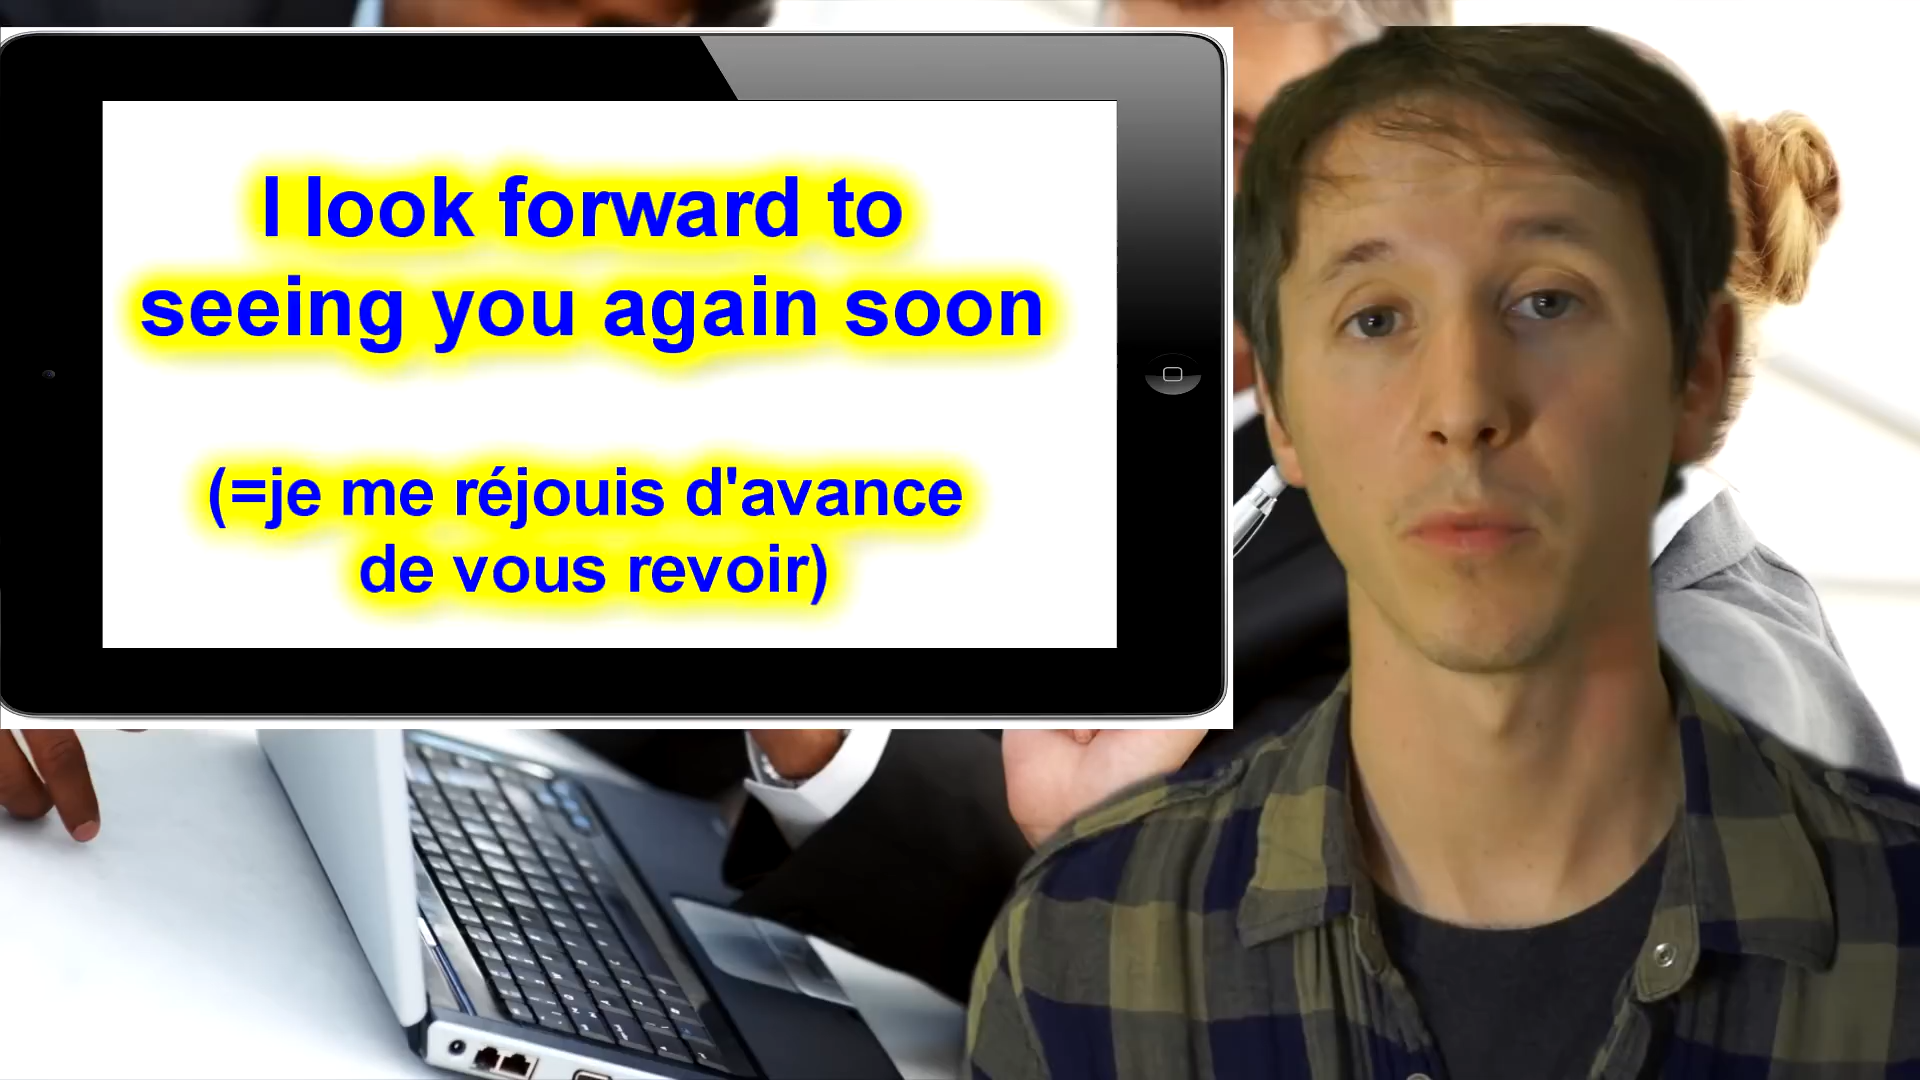 I look forward to
seeing you again soon
(=je me réjouis d'avance
de vous revoir)